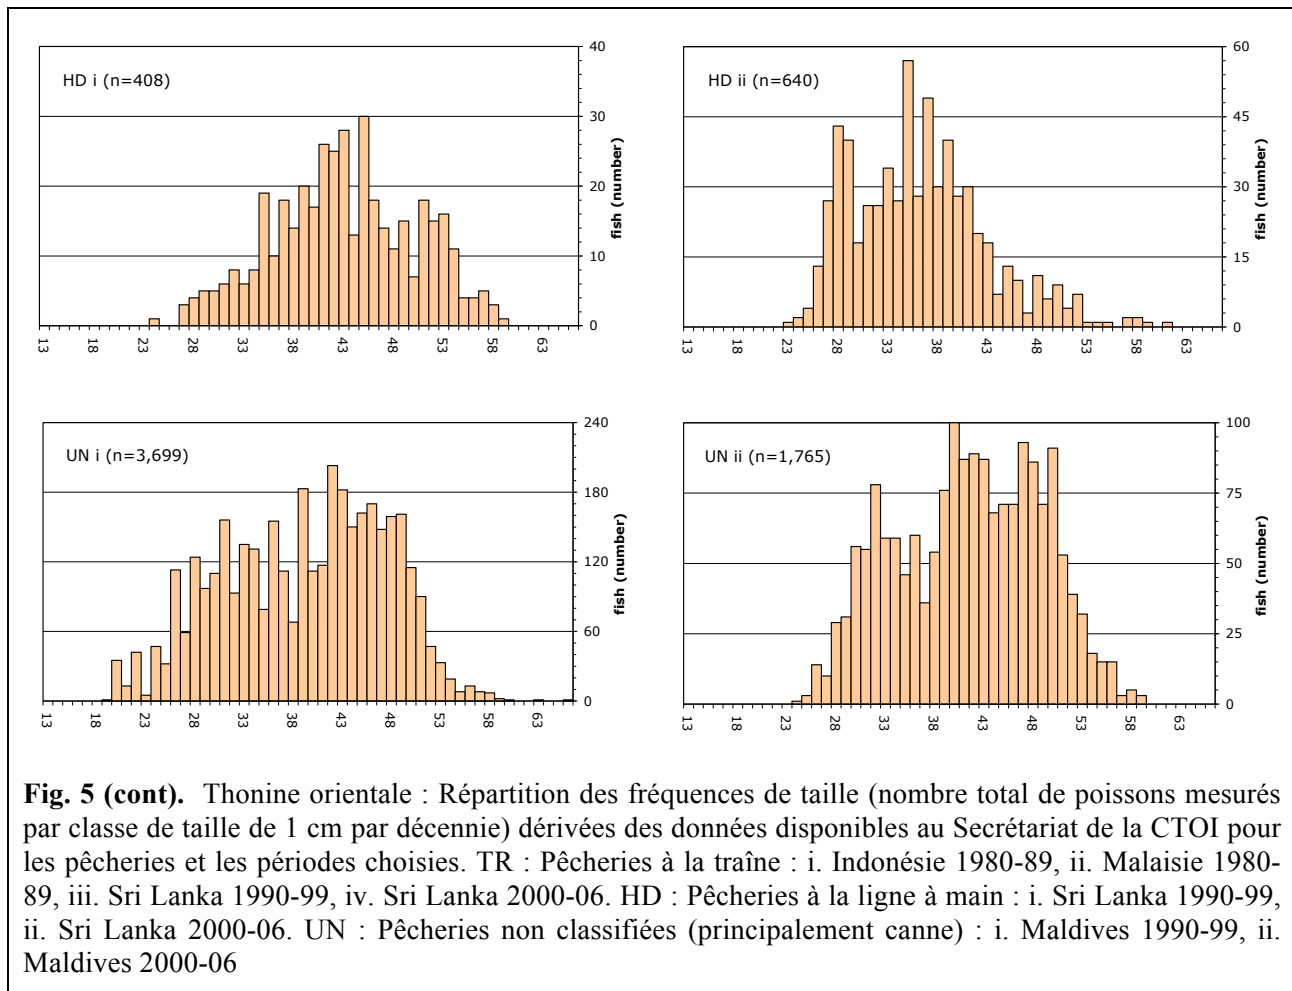 HD i (n=408)
40
30
20
10
0
fish (number)
13 18 23 28 33 38 43 48 53 58 63
HD ii (n=640)
60
45
30
15
0
fish (number)
13 18 23 28 33 38 43 48 53 58 63
UN i (n=3,699)
240
180
120
60
0
fish (number)
13 18 23 28 33 38 43 48 53 58 63
UN ii (n=1,765)
100
75
50
25
0
fish (number)
13 18 23 28 33 38 43 48 53 58 63
Fig. 5 (cont). Thonine orientale : Répartition des fréquences de taille (nombre total de poissons mesurés
par classe de taille de 1 cm par décennie) dérivées des données disponibles au Secrétariat de la CTOI pour
les pêcheries et les périodes choisies. TR : Pêcheries à la traîne : i. Indonésie 1980-89, ii. Malaisie 1980-
89, iii. Sri Lanka 1990-99, iv. Sri Lanka 2000-06. HD : Pêcheries à la ligne à main : i. Sri Lanka 1990-99,
ii. Sri Lanka 2000-06. UN : Pêcheries non classifiées (principalement canne) : i. Maldives 1990-99, ii.
Maldives 2000-06